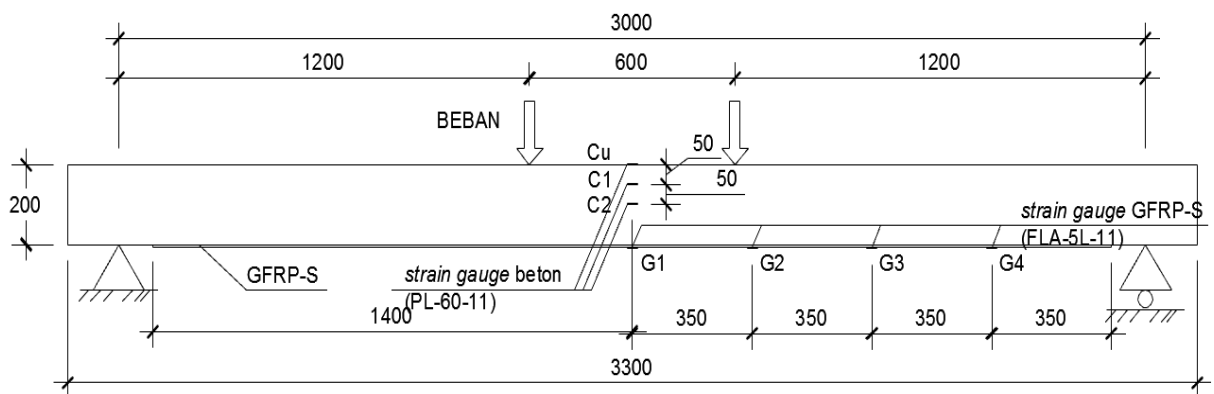 3000
1200
600
1200
BEBAN
50
Cu
C1
50
200
C2
strain gauge GFRP-S
(FLA-5L-11)
G1
G2
G3
G4
GFRP-S
strain gauge beton
(PL-60-11)
1400
350
350
350
350
3300